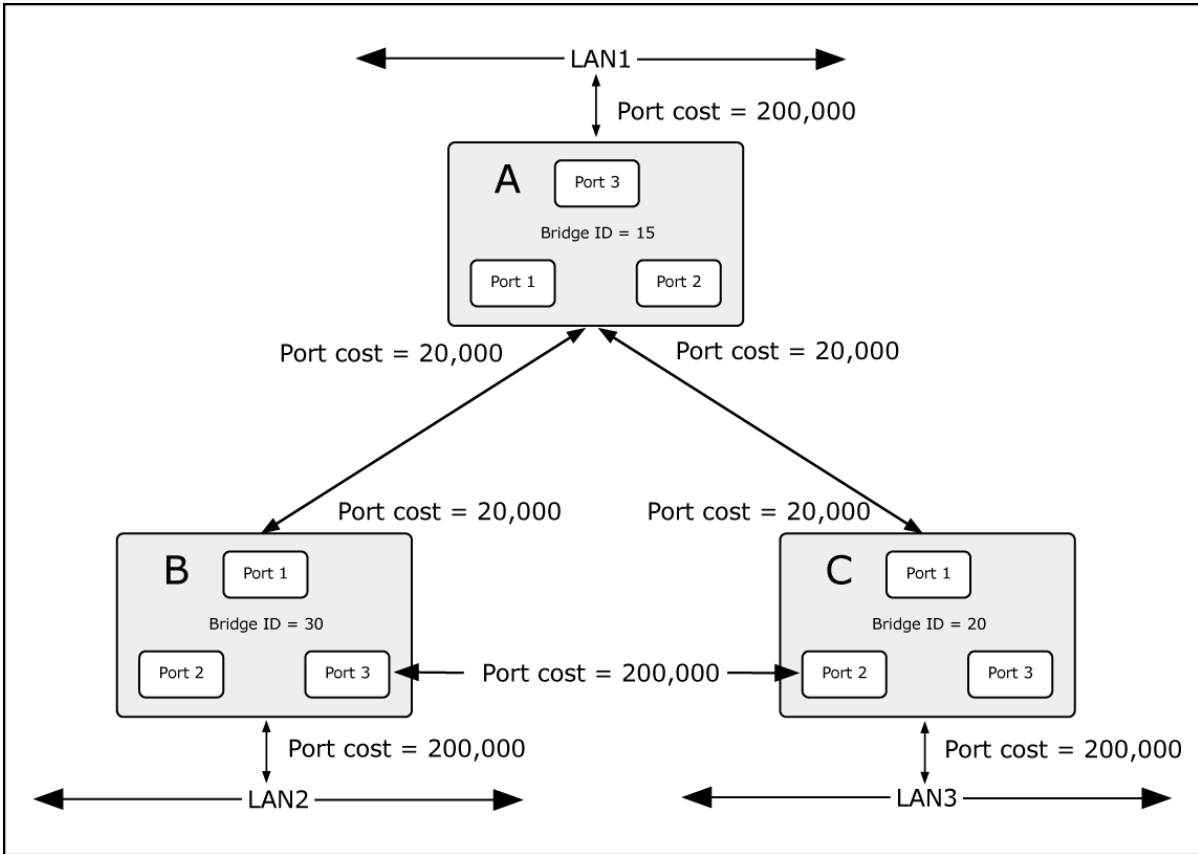 LAN1
Port cost = 200,000
A
Port 3
Bridge ID = 15
Port 1
Port 2
Port cost = 20,000
Port cost = 20,000
Port cost = 20,000
Port cost = 20,000
B
Port 1
Bridge ID = 30
Port 2
Port 3
C
Port 1
Bridge ID = 20
Port 2
Port 3
Port cost = 200,000
Port cost = 200,000
LAN2
Port cost = 200,000
LAN3